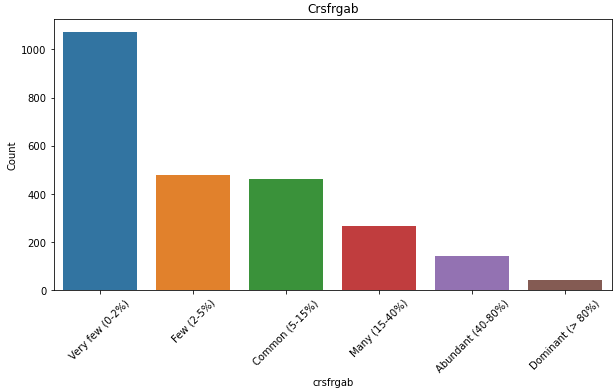 Crsfrgab
Count
1000
800
600
400
200
0
Very few (0-2%)
Few (2-5%)
Common (5-15%)
Many (15-40%)
Abundant (40-80%)
Dominant (> 80%)
crsfrgab